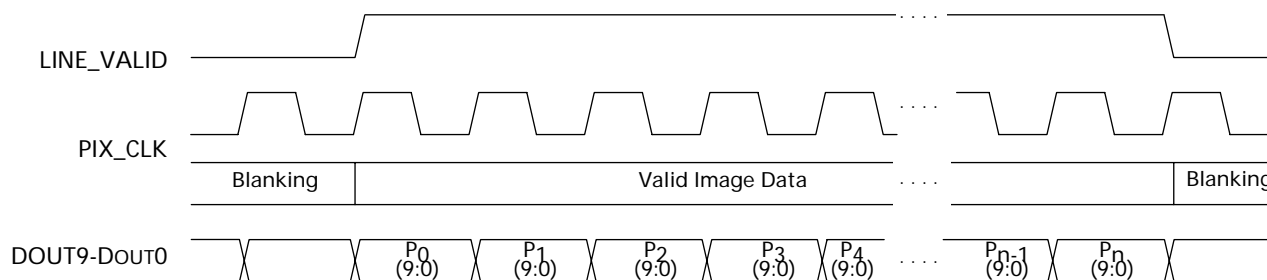 . . . .
LINE_VALID
. . . .
PIX_CLK
Blanking
Valid Image Data
. . . .
Blanking
DOUT9-DOUT0
P0
(9:0)
P1
(9:0)
P2
(9:0)
P3
(9:0)
P4
(9:0)
. . . .
Pn-1
(9:0)
Pn
(9:0)